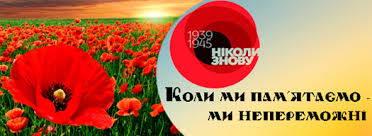 1939
1945
НІКОЛИ
ЗНОВУ
Коли ми пам'ятаємо -
ми непереможні